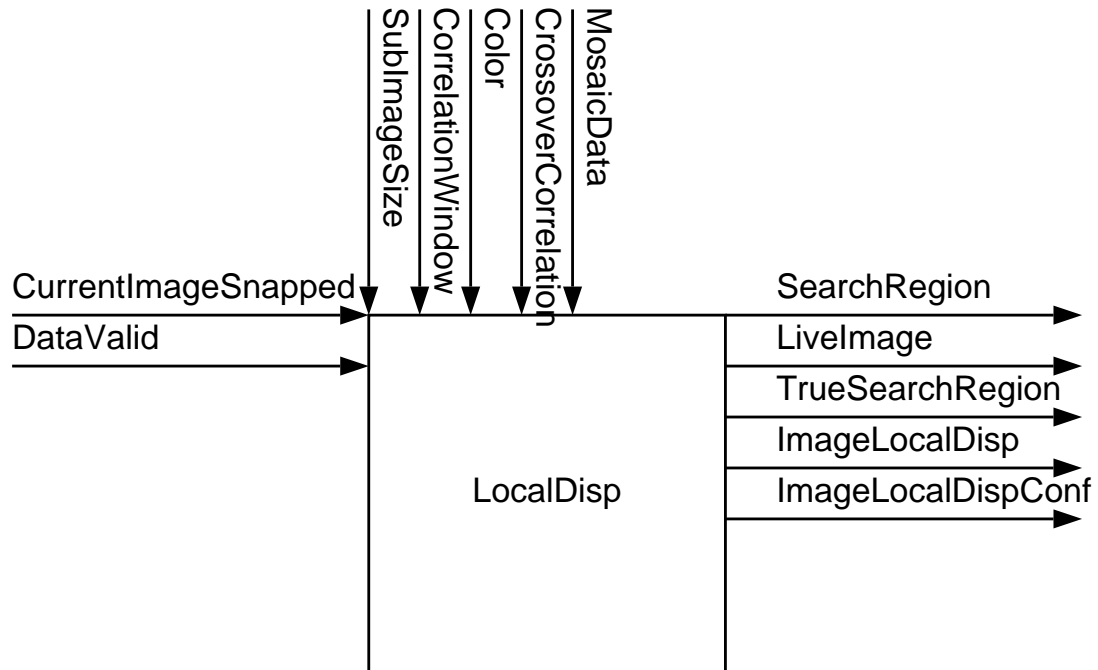 SubImageSize
CorrelationWindow
Color
CrossoverCorrelation
MosaicData
CurrentImageSnapped
DataValid
SearchRegion
LiveImage
TrueSearchRegion
ImageLocalDisp
ImageLocalDispConf
LocalDisp